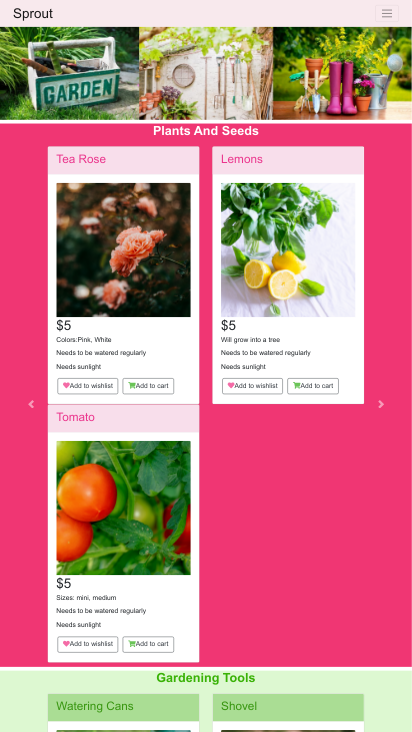 Sprout
GARDEN
Plants And Seeds
Tea Rose
$5
Colors:Pink, White
Needs to be watered regularly
Needs sunlight
Add to wishlist
Add to cart
Lemons
$5
Will grow into a tree
Needs to be watered regularly
Needs sunlight
Add to wishlist
Add to cart
Tomato
$5
Sizes: mini, medium
Needs to be watered regularly
Needs sunlight
Add to wishlist
Add to cart
Gardening Tools
Watering Cans
Shovel